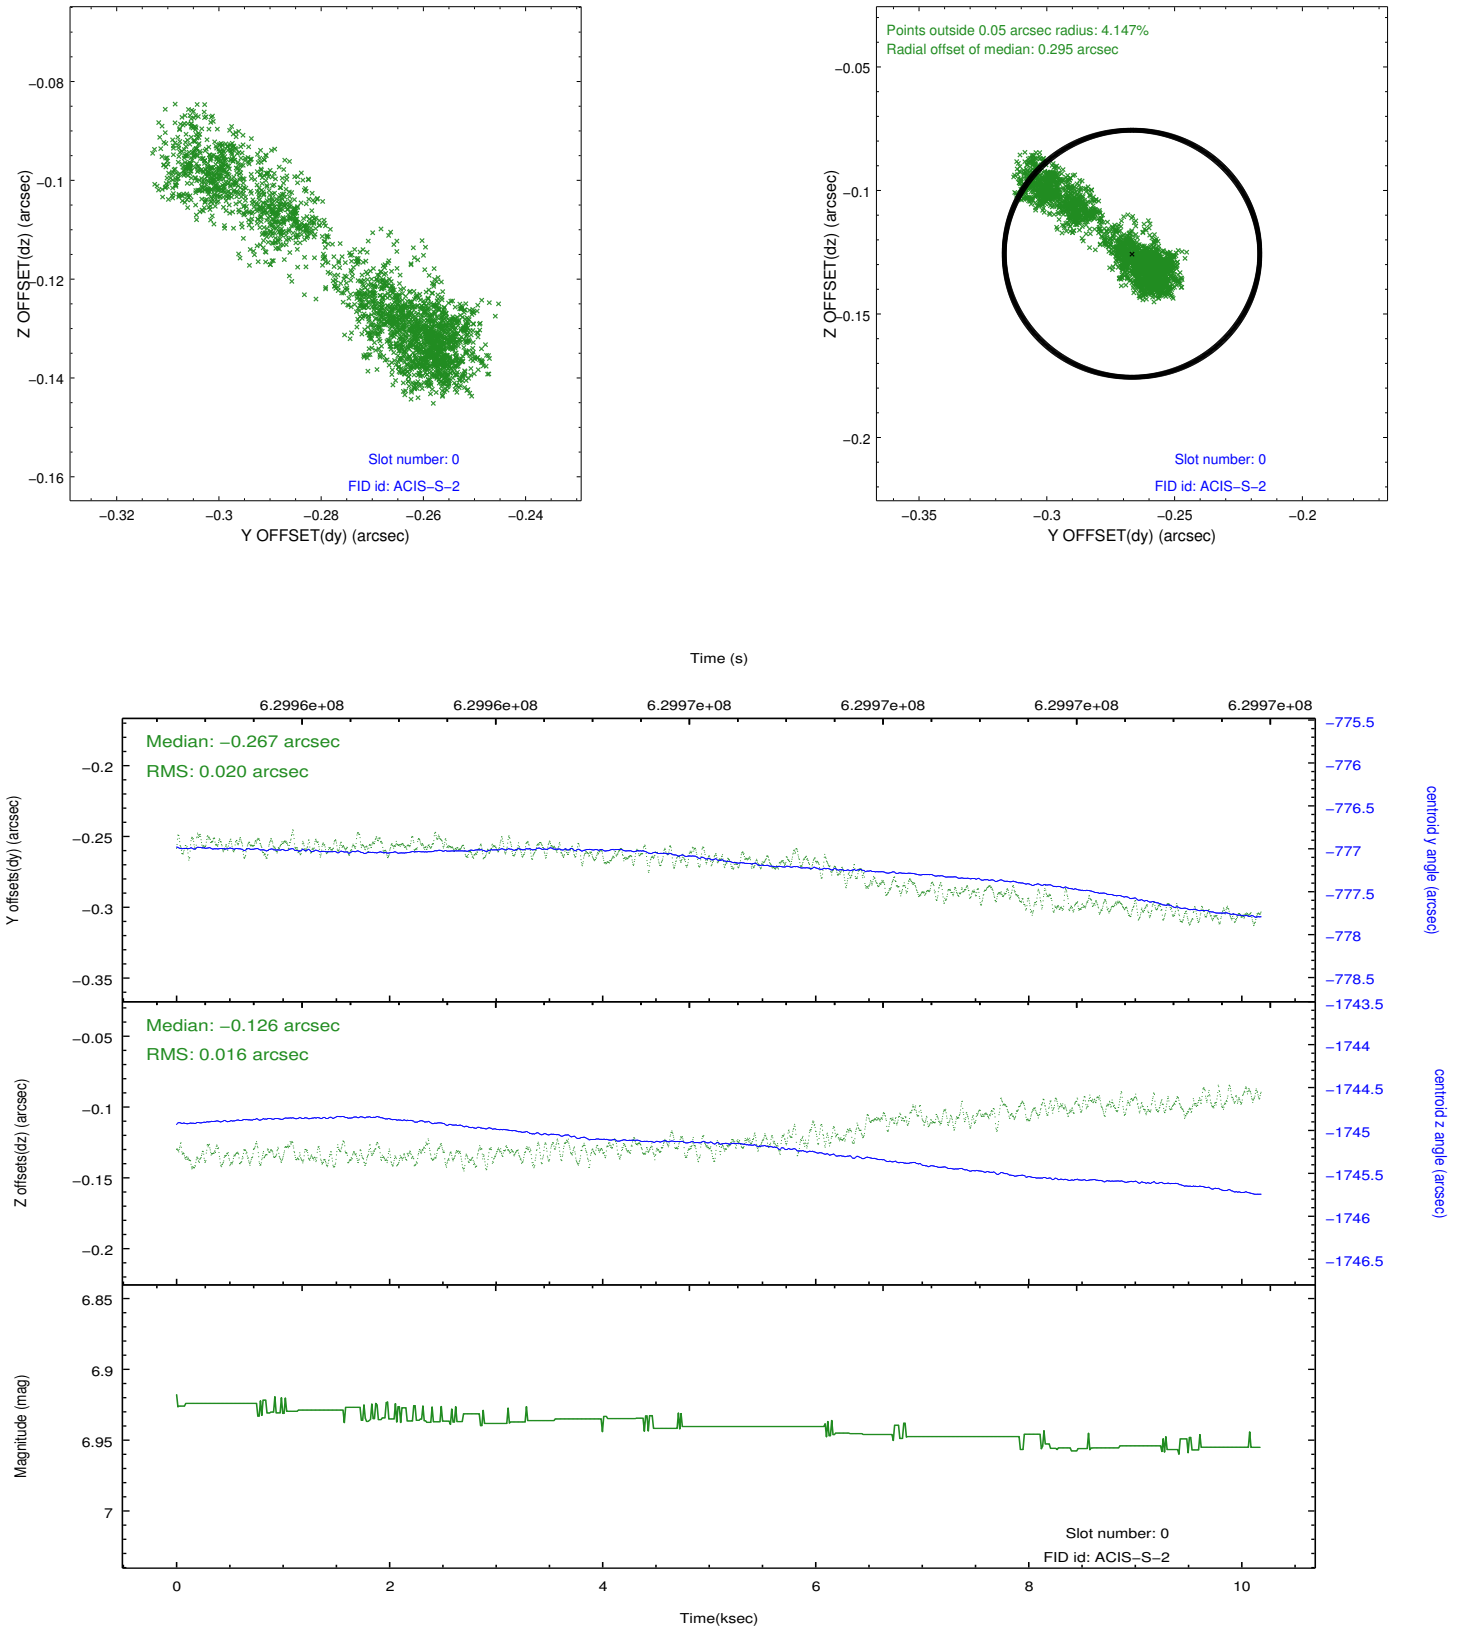 −0.08
−0.1
−0.12
−0.14
−0.16
Z OFFSET(dz) (arcsec)
−0.32
−0.3
−0.28
−0.26
−0.24
Y OFFSET(dy) (arcsec)
Slot number: 0
FID id: ACIS−S−2
Points outside 0.05 arcsec radius: 4.147%
Radial offset of median: 0.295 arcsec
−0.05
−0.1
−0.15
−0.2
Z OFFSET(dz) (arcsec)
Slot number: 0
FID id: ACIS−S−2
−0.35
−0.3
−0.25
−0.2
Y OFFSET(dy) (arcsec)
Time (s)
6.2996e+08
6.2996e+08
6.2997e+08
6.2997e+08
6.2997e+08
6.2997e+08
Median: −0.267 arcsec
RMS: 0.020 arcsec
−0.2
−0.25
−0.3
−0.35
Y offsets(dy) (arcsec)
−775.5
−776
−776.5
−777
−777.5
−778
−778.5
centroid y angle (arcsec)
Median: −0.126 arcsec
RMS: 0.016 arcsec
−0.05
−0.1
−0.15
−0.2
Z offsets(dz) (arcsec)
−1743.5
−1744
−1744.5
−1745
−1745.5
−1746
−1746.5
centroid z angle (arcsec)
6.85
6.9
6.95
7
Magnitude (mag)
Slot number: 0
FID id: ACIS−S−2
0
2
4
6
8
10
Time(ksec)